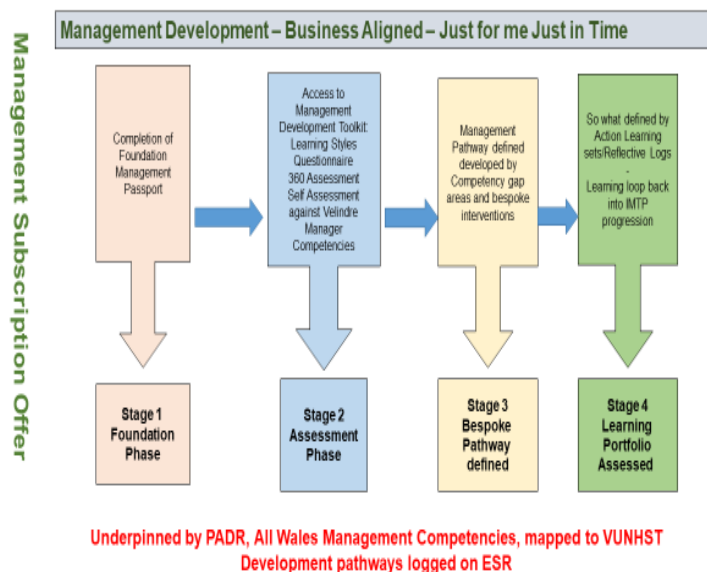 Management Development – Business Aligned – Just for me Just in Time
Management Subscription Offer
Completion of
Foundation
Management
Passport
Access to
Management
Development Toolkit:
Learning Styles
Questionnaire
360 Assessment
Self Assessment
against Velindre
Manager
Competencies
Management
Pathway defined
developed by
Competency gap
areas and bespoke
interventions
So what defined by
Action Learning
sets/Reflective Logs
-
Learning loop back
into IMTP
progression
Stage 1
Foundation
Phase
Stage 2
Assessment
Phase
Stage 3
Bespoke
Pathway
defined
Stage 4
Learning
Portfolio
Assessed
Underpinned by PADR, All Wales Management Competencies, mapped to VUNHST
Development pathways logged on ESR